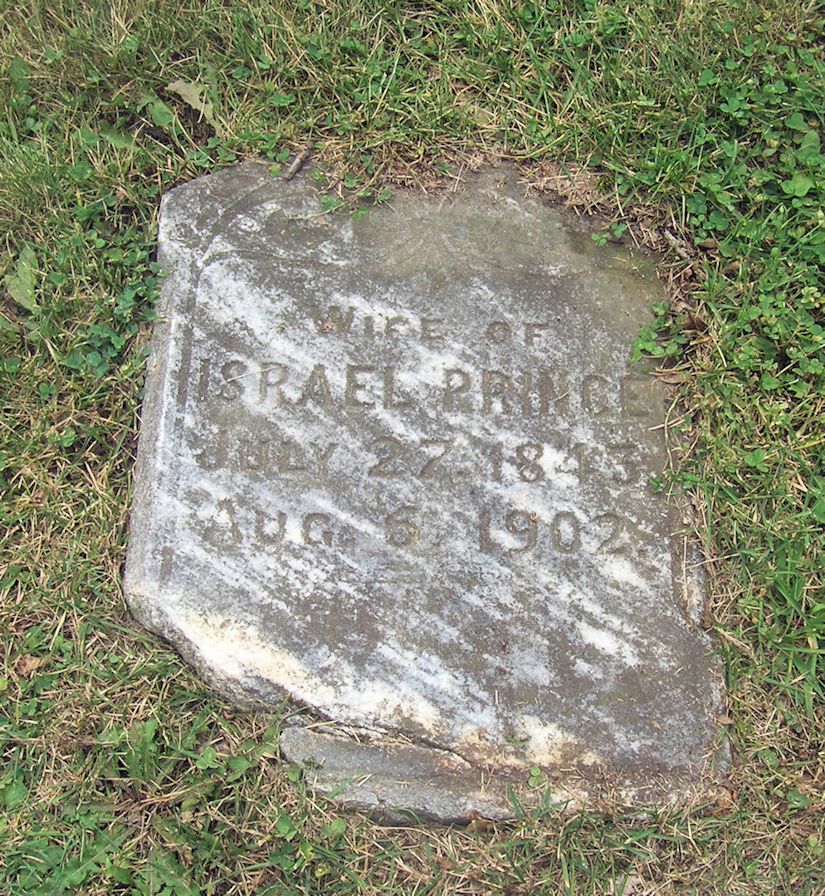 WIFE OF
ISRAEL PRINCE
JULY 27, 1843
AUG. 6, 1902